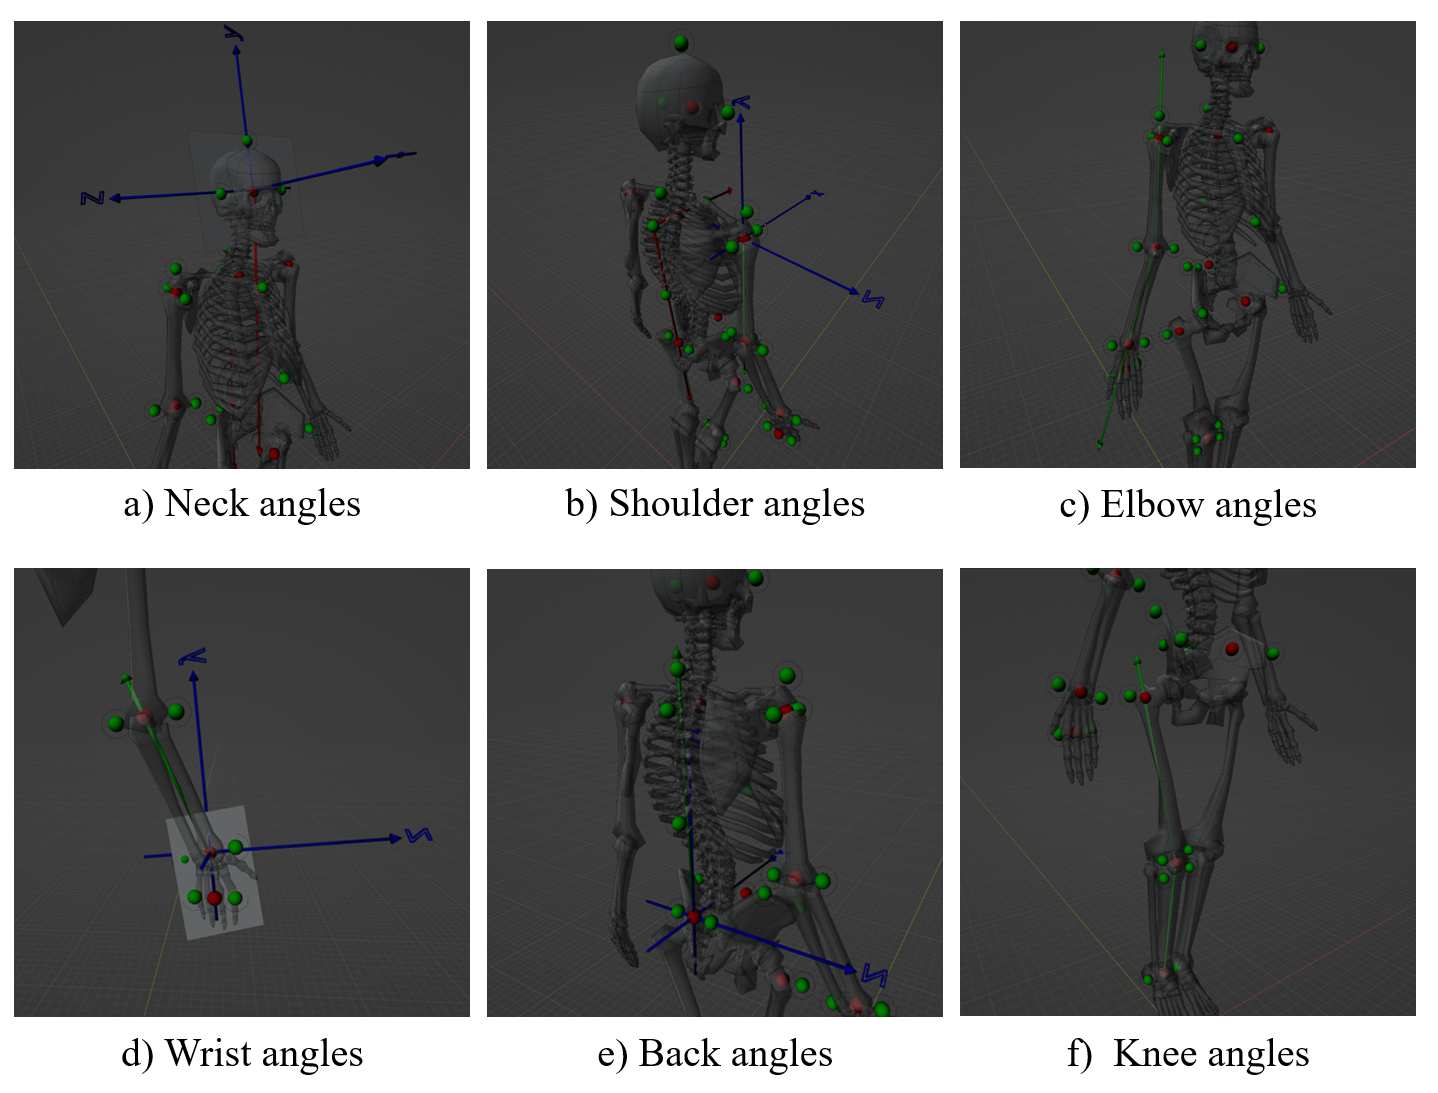 y
z
a) Neck angles
b) Shoulder angles
c) Elbow angles
d) Wrist angles
e) Back angles
f) Knee angles